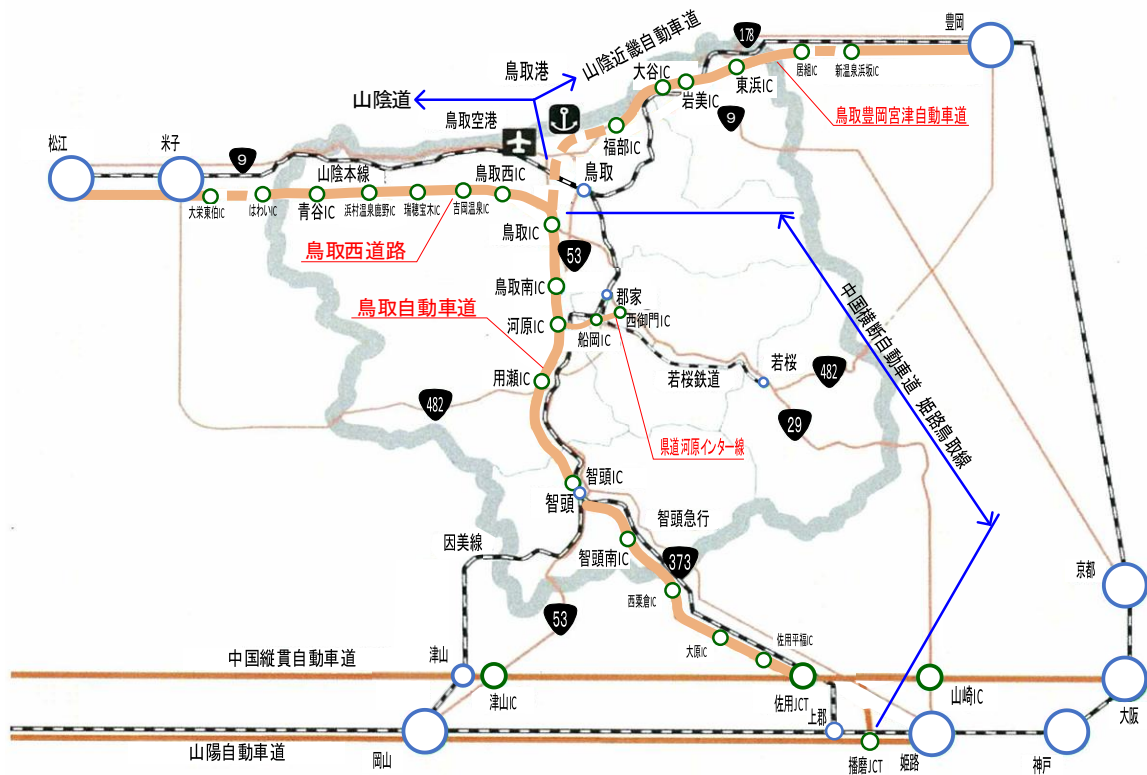 豊岡
178
山陰近畿自動車道
鳥取港
大谷IC
岩美IC
東浜IC
居組IC
新温泉浜坂IC
山陰道
鳥取豊岡宮津自動車道
9
鳥取空港
福部IC
松江
米子
9
山陰本線
鳥取西IC
鳥取
大栄東伯IC
はわいIC
青谷IC
浜村温泉鹿野IC
瑞穂宝木IC
吉岡温泉IC
鳥取IC
鳥取西道路
53
中国横断自動車道 姫路鳥取線
鳥取南IC
郡家
鳥取自動車道
河原IC
船岡IC
西御門IC
若桜鉄道
若桜
482
用瀬IC
482
29
県道河原インター線
智頭IC
智頭
智頭急行
因美線
智頭南IC
373
京都
西粟倉IC
53
大原IC
佐用平福IC
中国縦貫自動車道
津山
津山IC
佐用JCT
山崎IC
大阪
上郡
山陽自動車道
岡山
播磨JCT
姫路
神戸